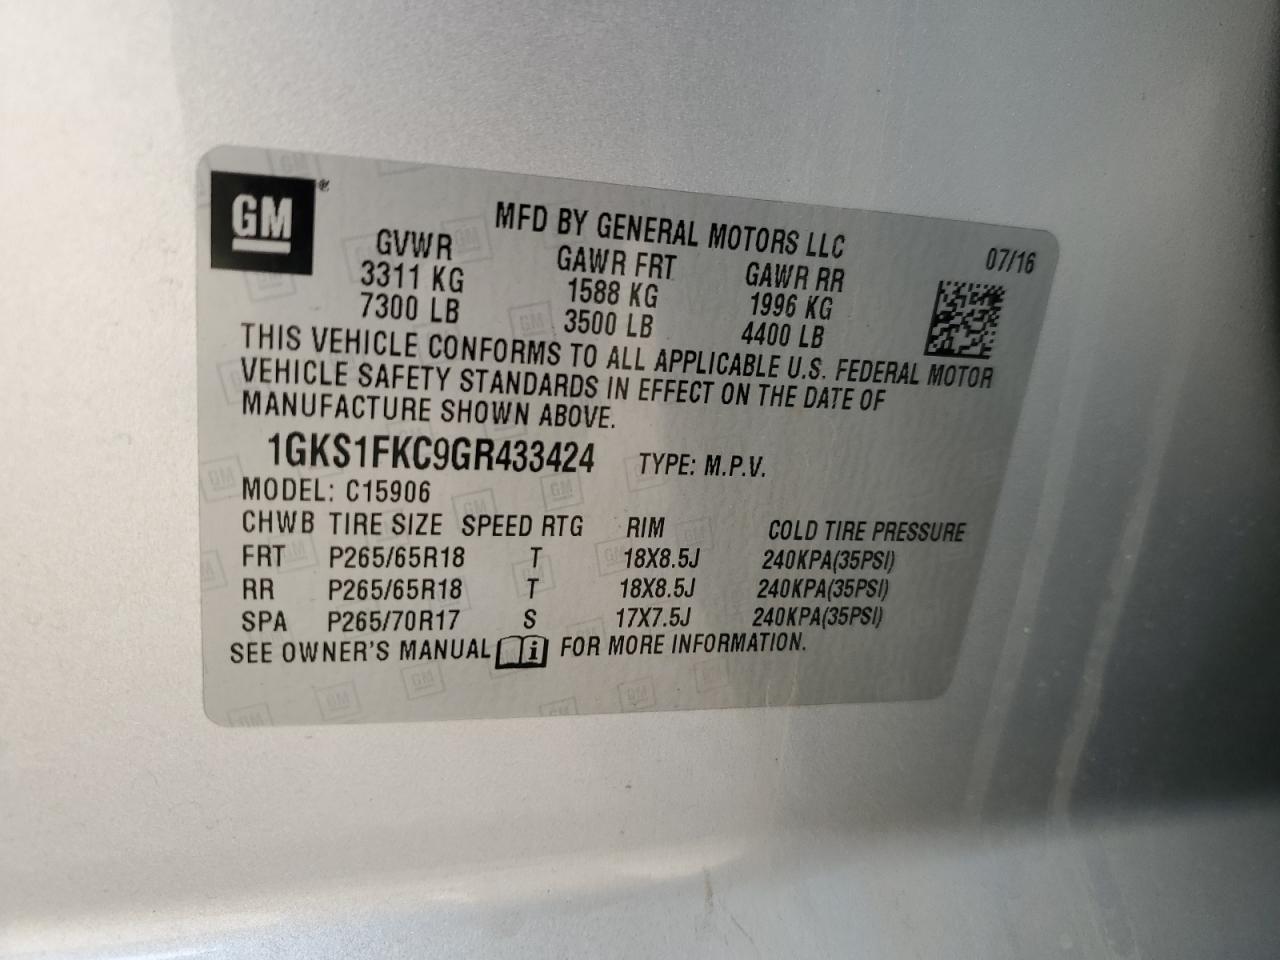 GM®
MFD BY GENERAL MOTORS LLC
07/16
GVWR GAWR FRT GAWR RR
3311 KG 1588 KG 1996 KG
7300 LB 3500 LB 4400 LB
THIS VEHICLE CONFORMS TO ALL APPLICABLE U.S. FEDERAL MOTOR
VEHICLE SAFETY STANDARDS IN EFFECT ON THE DATE OF
MANUFACTURE SHOWN ABOVE.
1GKS1FKC9GR433424 TYPE: M.P.V.
MODEL: C15906
CHWB TIRE SIZE SPEED RTG RIM COLD TIRE PRESSURE
FRT P265/65R18 T 18X8.5J 240KPA(35PSI)
RR P265/65R18 T 18X8.5J 240KPA(35PSI)
SPA P265/70R17 S 17X7.5J 240KPA(35PSI)
SEE OWNER'S MANUAL i FOR MORE INFORMATION.